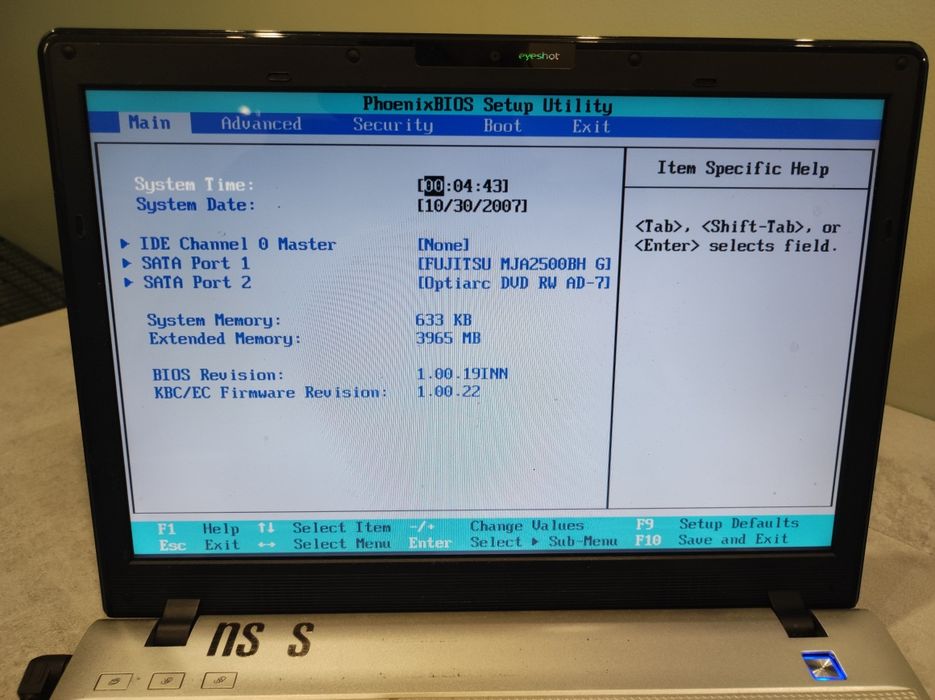 eyeshot
PhoenixBIOS Setup Utility
Main Advanced Security Boot Exit
System Time: [00:04:43]
System Date: [10/30/2007]
IDE Channel 0 Master [None]
SATA Port 1 [FUJITSU MJA2500BH G]
SATA Port 2 [Optiarc DVD RW AD-7]
System Memory: 633 KB
Extended Memory: 3965 MB
BIOS Revision: 1.00.19INN
KBC/EC Firmware Revision: 1.00.22
Item Specific Help
<Tab>, <Shift-Tab>, or
<Enter> selects field.
F1 Help ↑↓ Select Item -/+ Change Values F9 Setup Defaults
Esc Exit ↔ Select Menu Enter Select ▶ Sub-Menu F10 Save and Exit
ns s